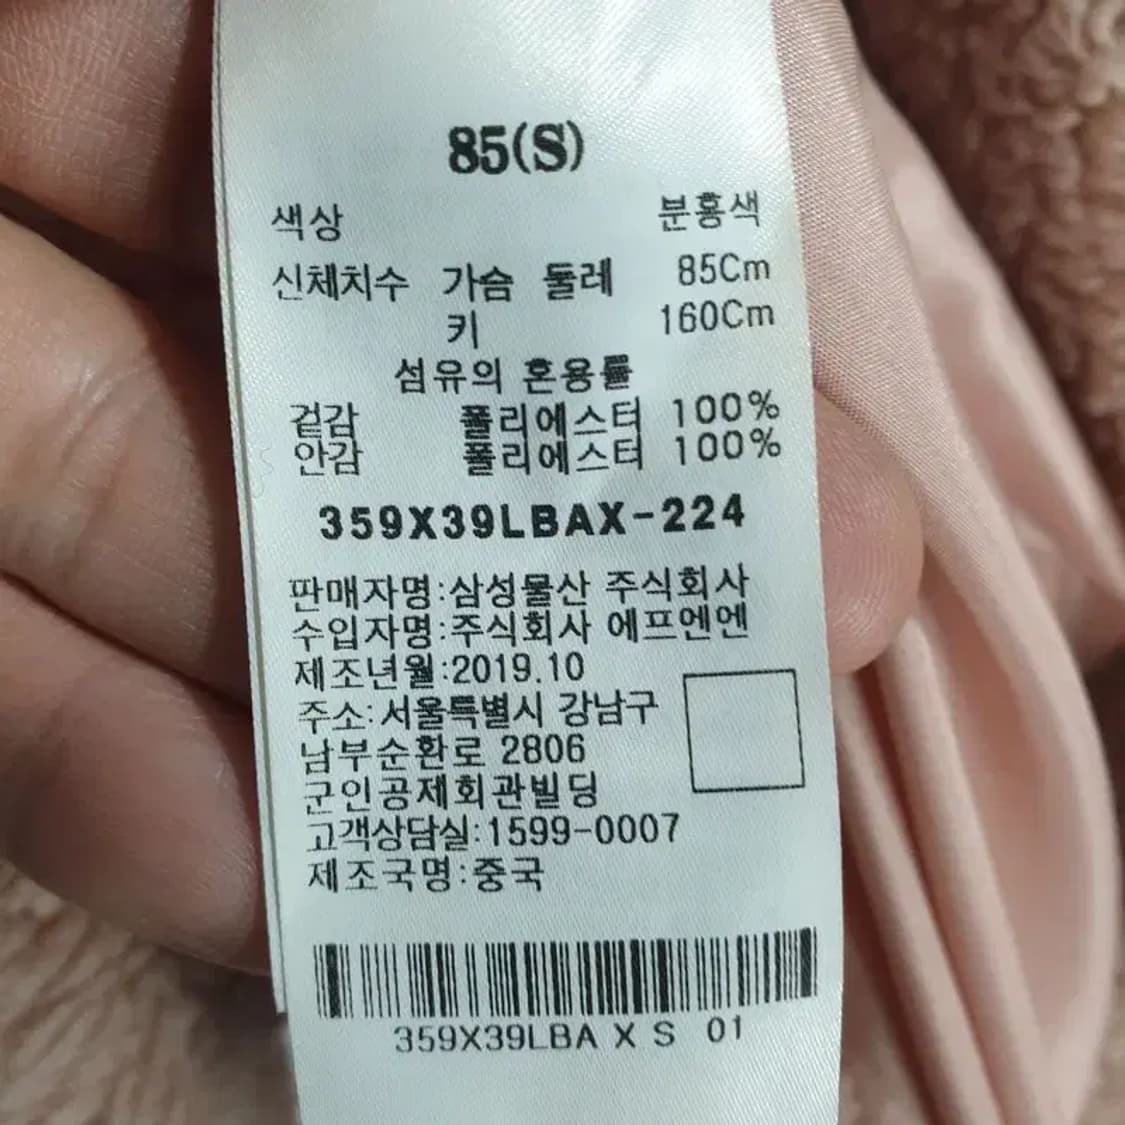 85(S)
색상 분홍색
신체치수 가슴 둘레 85Cm
키 160Cm
섬유의 혼용률
겉감 폴리에스터 100%
안감 폴리에스터 100%
359X39LBAX-224
판매자명:삼성물산 주식회사
수입자명:주식회사 에프엔엔
제조년월:2019.10
주소:서울특별시 강남구
남부순환로 2806
군인공제회관빌딩
고객상담실:1599-0007
제조국명:중국
359X39LBA X S 01